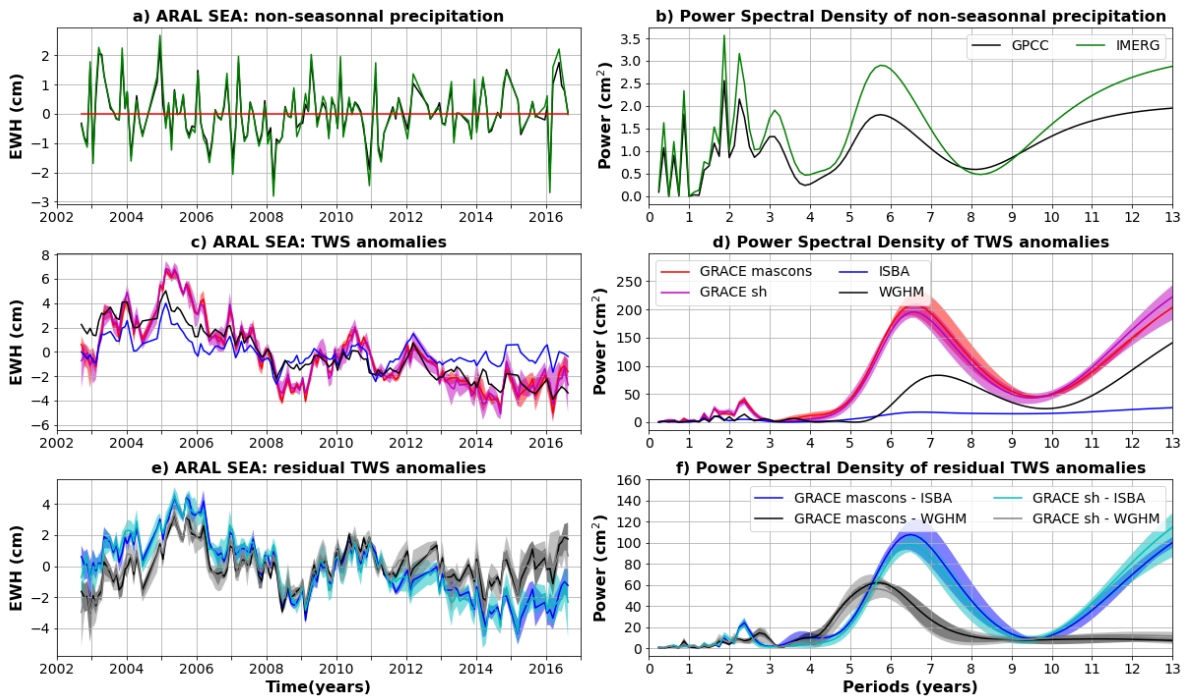 a) ARAL SEA: non-seasonnal precipitation
EWH (cm)
2
1
0
−1
−2
−3
2002 2004 2006 2008 2010 2012 2014 2016
b) Power Spectral Density of non-seasonnal precipitation
Power (cm²)
3.5
3.0
2.5
2.0
1.5
1.0
0.5
0.0
GPCC IMERG
0 1 2 3 4 5 6 7 8 9 10 11 12 13
c) ARAL SEA: TWS anomalies
EWH (cm)
8
6
4
2
0
−2
−4
−6
2002 2004 2006 2008 2010 2012 2014 2016
d) Power Spectral Density of TWS anomalies
Power (cm²)
250
200
150
100
50
0
GRACE mascons ISBA
GRACE sh WGHM
0 1 2 3 4 5 6 7 8 9 10 11 12 13
e) ARAL SEA: residual TWS anomalies
EWH (cm)
4
2
0
−2
−4
2002 2004 2006 2008 2010 2012 2014 2016
Time(years)
f) Power Spectral Density of residual TWS anomalies
Power (cm²)
160
140
120
100
80
60
40
20
0
GRACE mascons - ISBA GRACE sh - ISBA
GRACE mascons - WGHM GRACE sh - WGHM
0 1 2 3 4 5 6 7 8 9 10 11 12 13
Periods (years)